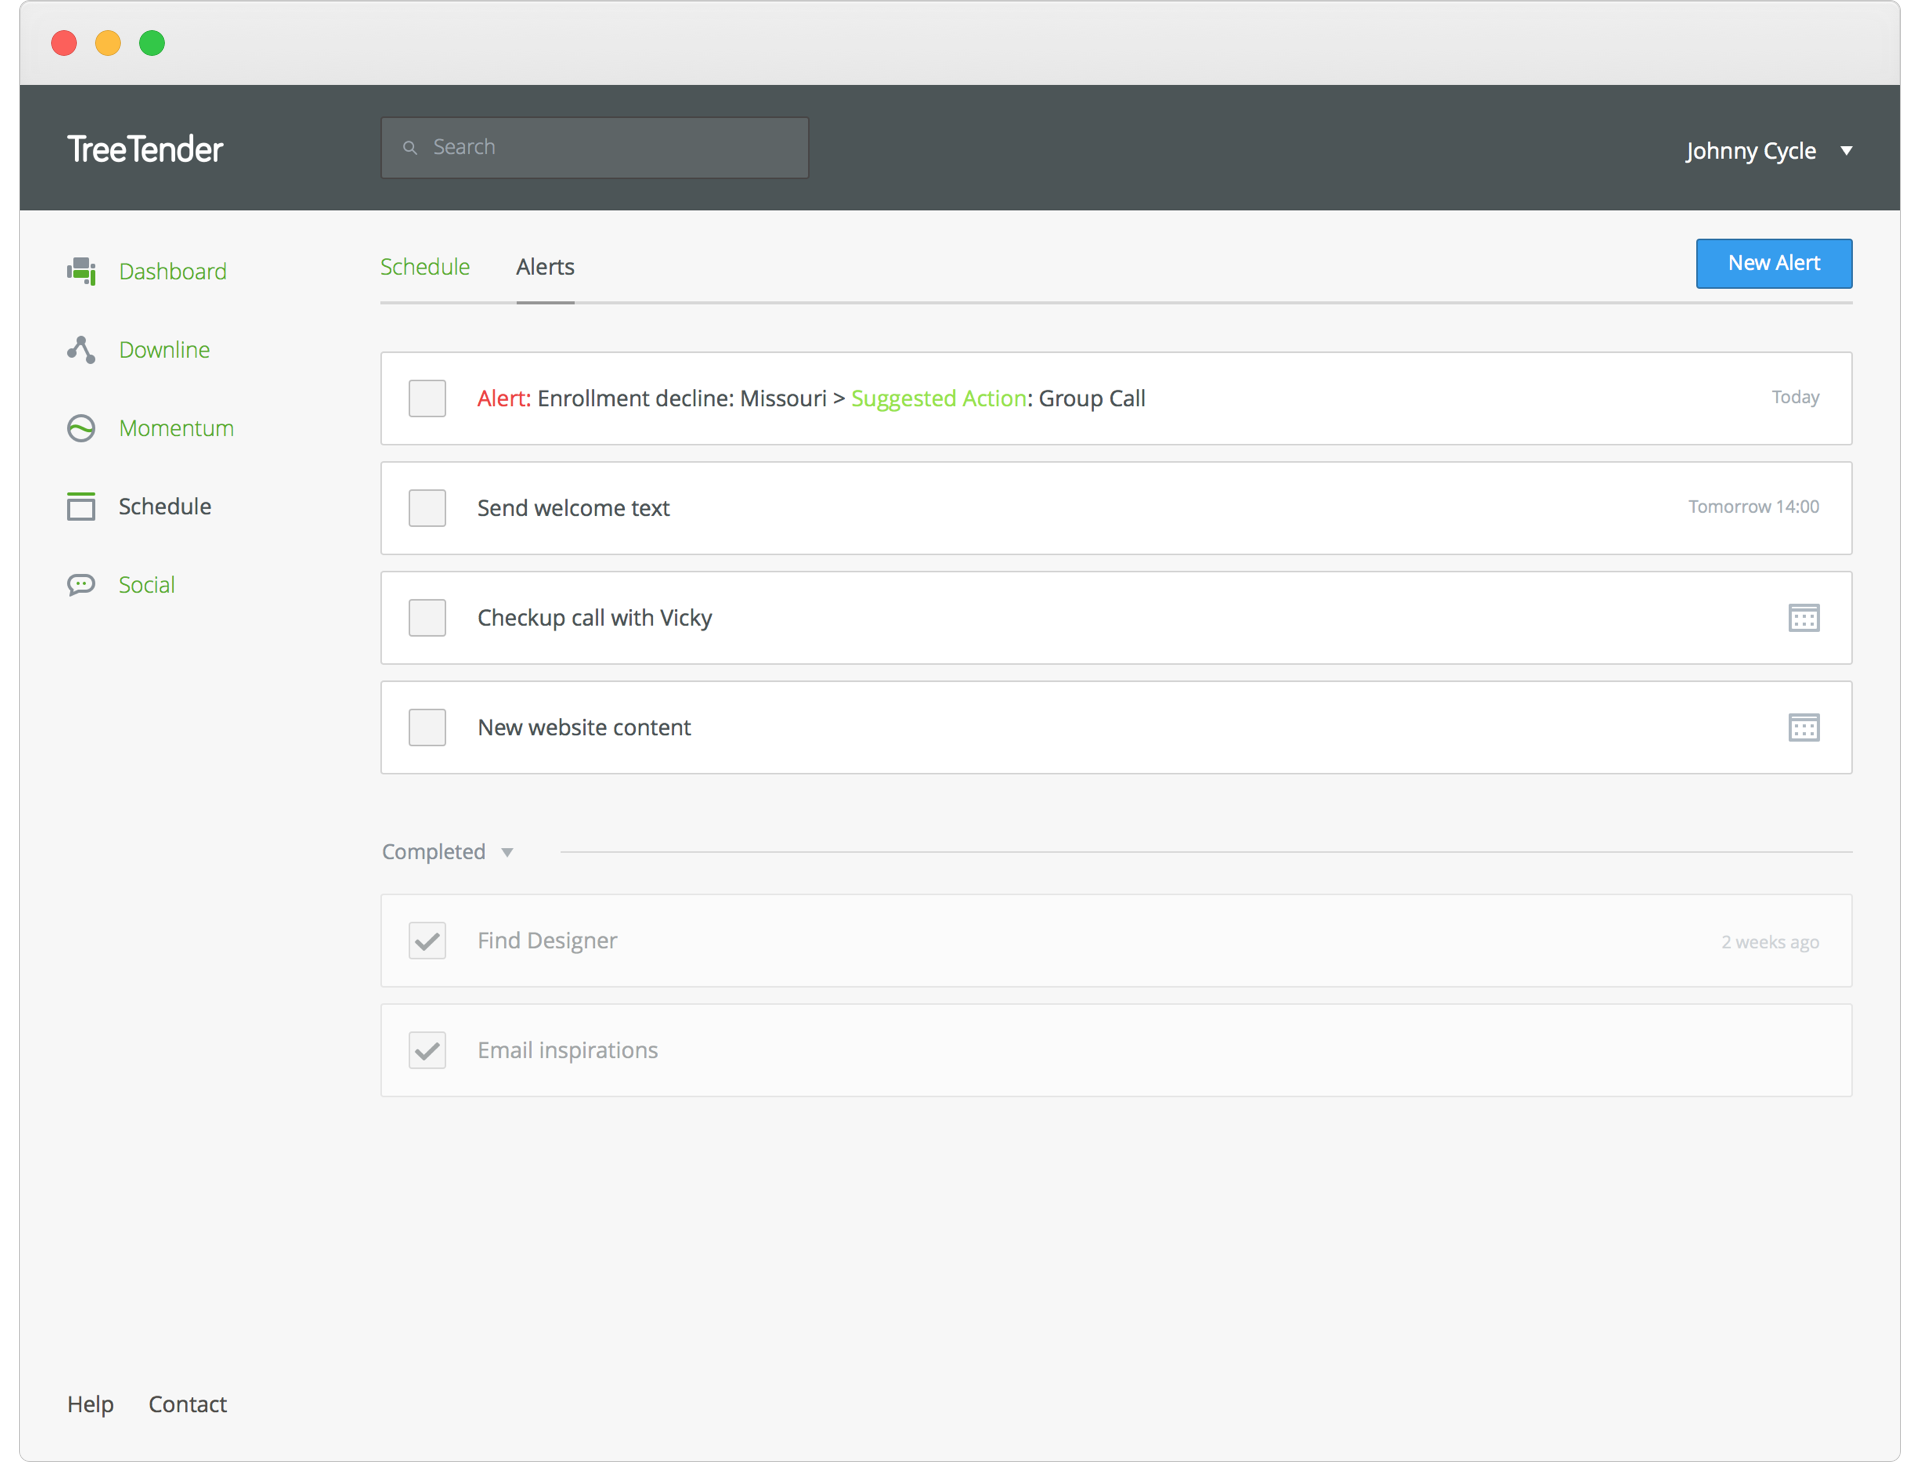 TreeTender
Search
Johnny Cycle
Dashboard
Downline
Momentum
Schedule
Social
Schedule
Alerts
New Alert
Alert: Enrollment decline: Missouri > Suggested Action: Group Call
Today
Send welcome text
Tomorrow 14:00
Checkup call with Vicky
New website content
Completed
Find Designer
2 weeks ago
Email inspirations
Help
Contact